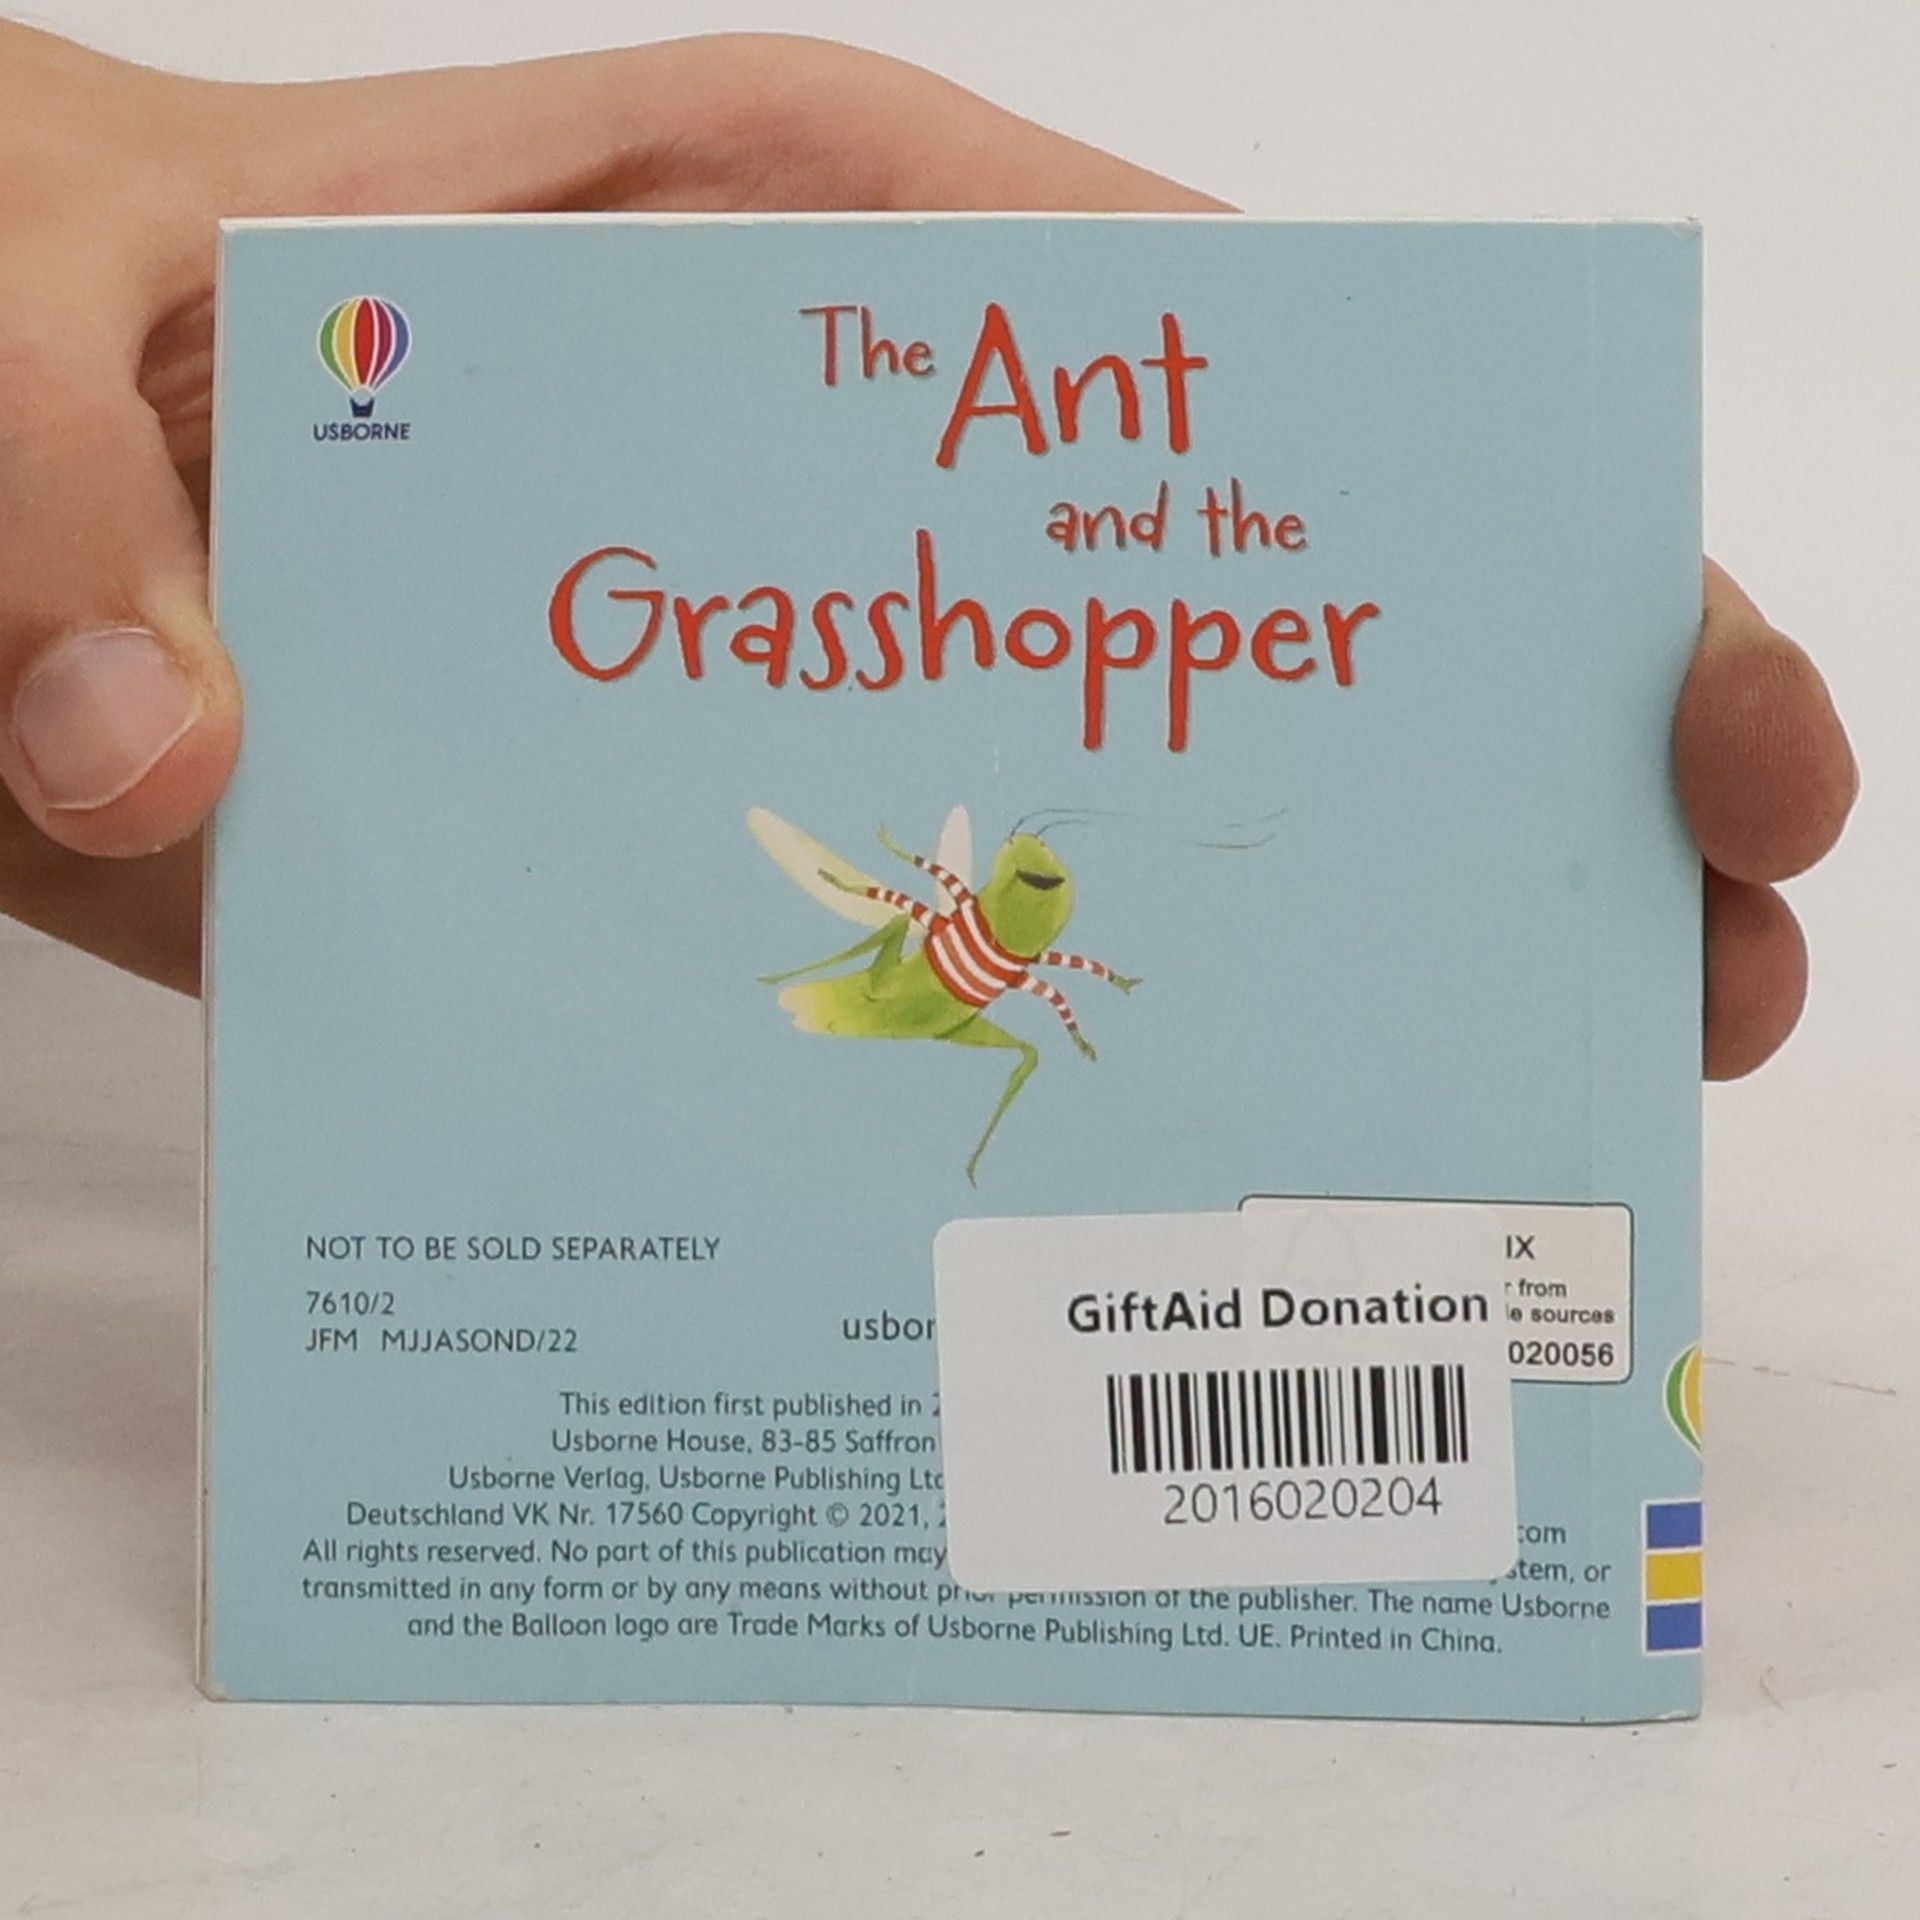 USBORNE
The Ant
and the
Grasshopper
NOT TO BE SOLD SEPARATELY
7610/2
JFM MJJASOND/22
usbor
IX
from
sources
020056
GiftAid Donation
2016020204
This edition first published in
Usborne House, 83-85 Saffron
Usborne Verlag, Usborne Publishing Ltd
Deutschland VK Nr. 17560 Copyright © 2021,
.com
All rights reserved. No part of this publication may
stem, or
transmitted in any form or by any means without prior permission of the publisher. The name Usborne
and the Balloon logo are Trade Marks of Usborne Publishing Ltd. UE. Printed in China.